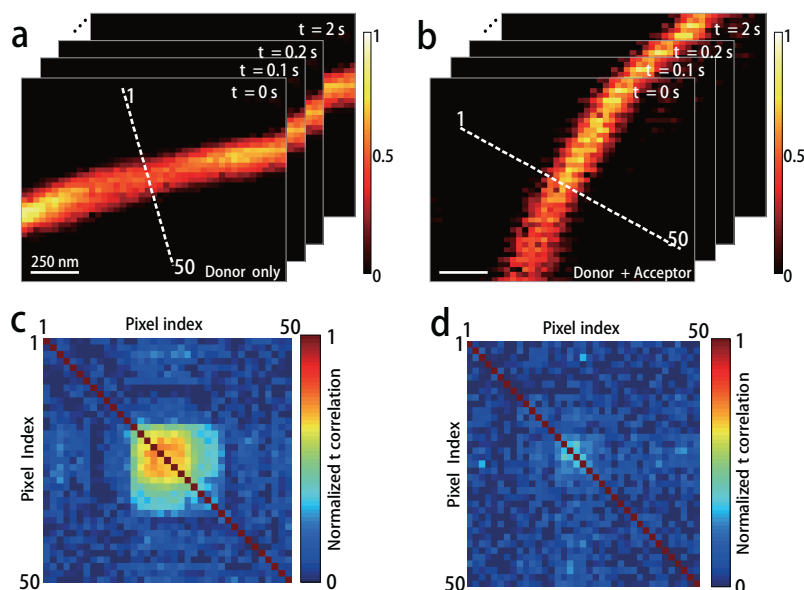 a
t = 2 s
t = 0.2 s
t = 0.1 s
t = 0 s
1
50
250 nm
Donor only
1
0.5
0
b
t = 2 s
t = 0.2 s
t = 0.1 s
t = 0 s
1
50
Donor + Acceptor
1
0.5
0
c
1
Pixel index
50
1
Pixel Index
50
1
Normalized t correlation
0
d
1
Pixel index
50
1
Pixel Index
50
1
Normalized t correlation
0